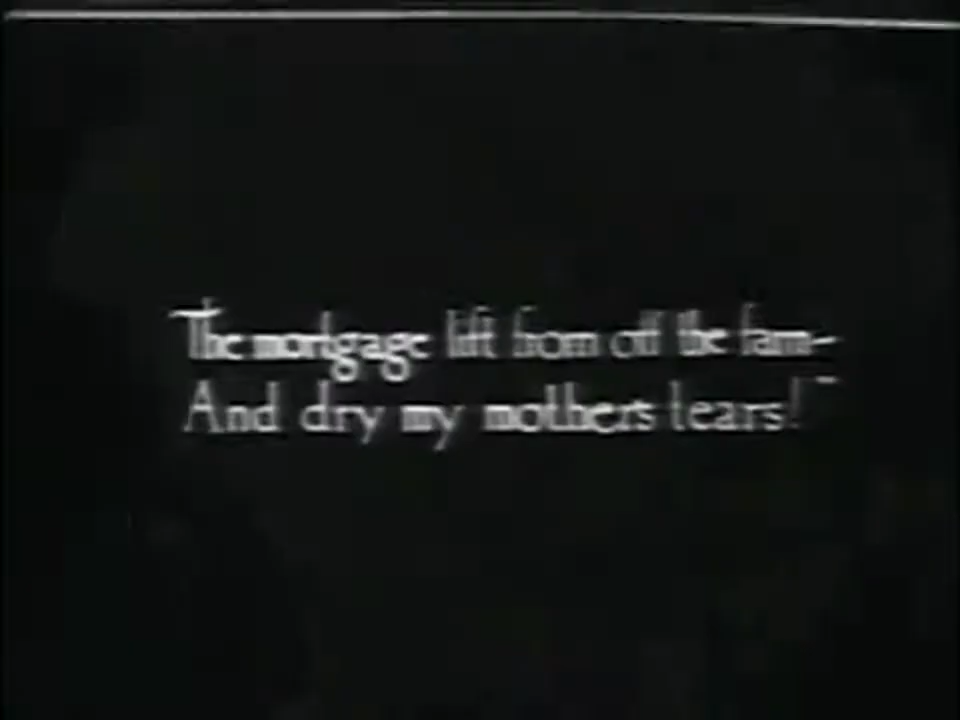 The mortgage lift from off the farm—
And dry my mothers tears!"